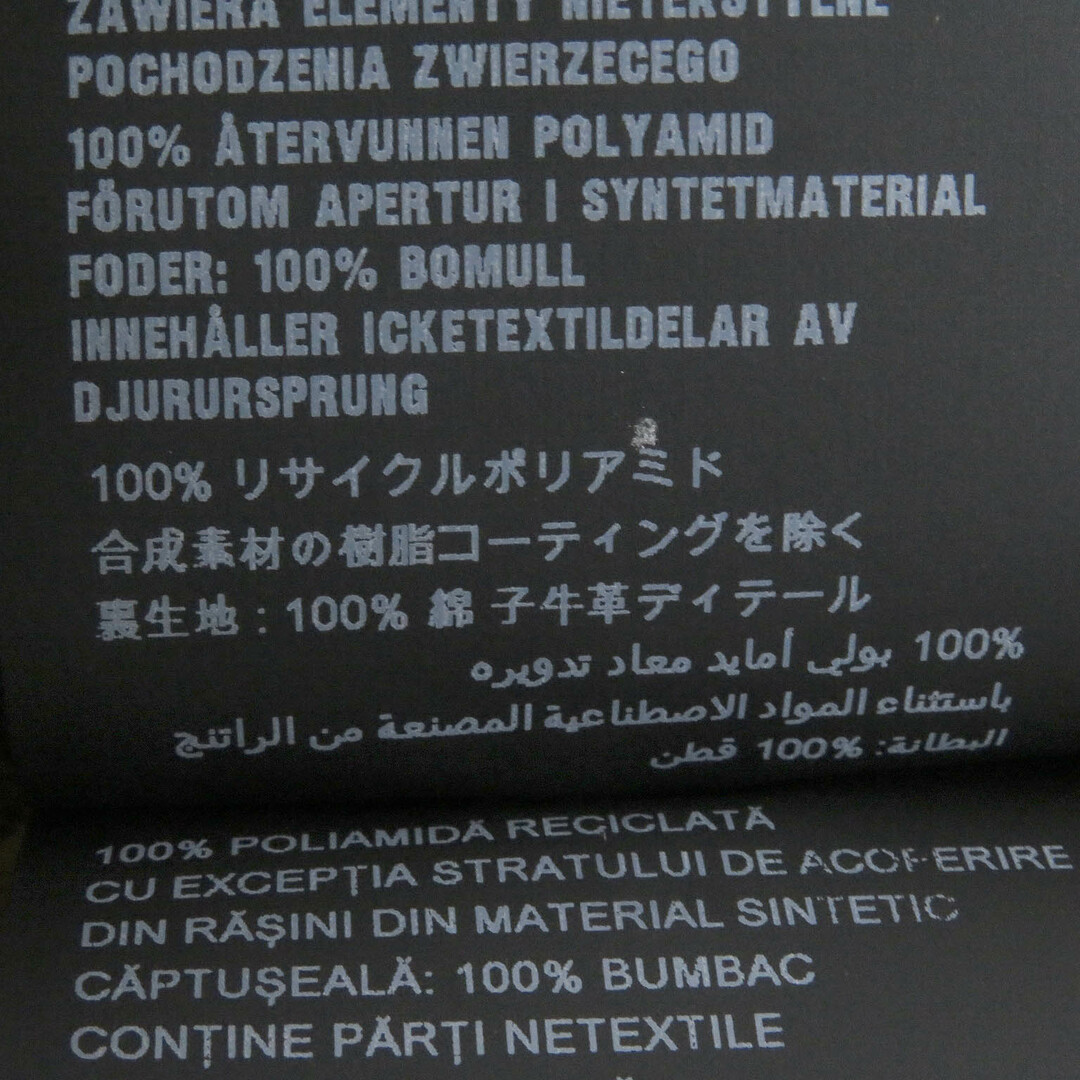 ZAWIERA ELEMENTY NIETEKSTYLNE
POCHODZENIA ZWIERZECEGO
100% ÅTERVUNNEN POLYAMID
FÖRUTOM APERTUR I SYNTETMATERIAL
FODER: 100% BOMULL
INNEHÅLLER ICKETEXTILDELAR AV
DJURURSPRUNG
100% リサイクルポリアミド
合成素材の樹脂コーティングを除く
裏生地 : 100% 綿 子牛革ディテール
100% بولي أمايد معاد تدويره
باستثناء المواد الاصطناعية المصنعة من الراتنج
البطانة: 100% قطن
100% POLIAMIDĂ RECICLATĂ
CU EXCEPȚIA STRATULUI DE ACOPERIRE
DIN RĂȘINI DIN MATERIAL SINTETIC
CĂPTUȘEALĂ: 100% BUMBAC
CONȚINE PĂRȚI NETEXTILE